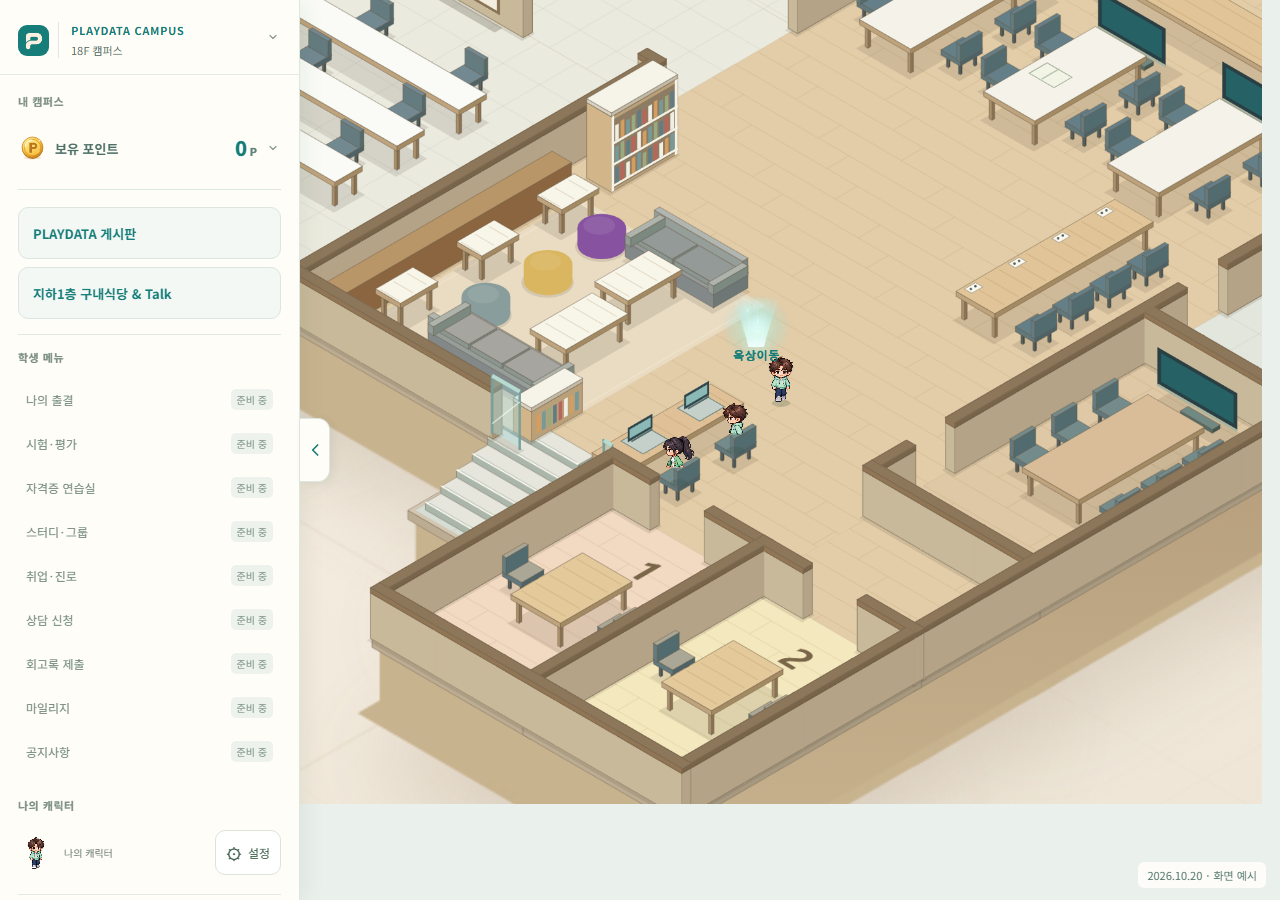 PLAYDATA CAMPUS
18F 캠퍼스
내 캠퍼스
P 보유 포인트 0 P
PLAYDATA 게시판
지하1층 구내식당 & Talk
학생 메뉴
나의 출결 준비 중
시험·평가 준비 중
자격증 연습실 준비 중
스터디·그룹 준비 중
취업·진로 준비 중
상담 신청 준비 중
회고록 제출 준비 중
마일리지 준비 중
공지사항 준비 중
나의 캐릭터
나의 캐릭터 설정
옥상이동
1
2
2026.10.20 · 화면 예시